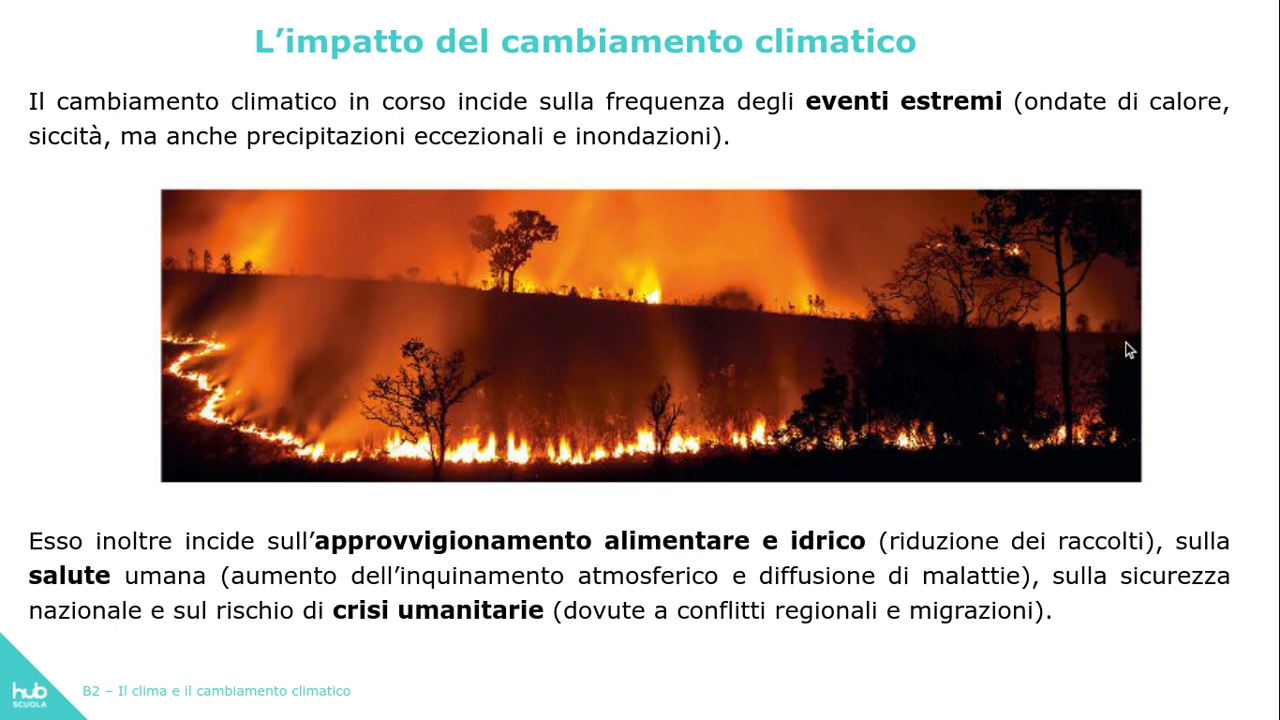 L’impatto del cambiamento climatico
Il cambiamento climatico in corso incide sulla frequenza degli eventi estremi (ondate di calore,
siccità, ma anche precipitazioni eccezionali e inondazioni).
Esso inoltre incide sull’approvvigionamento alimentare e idrico (riduzione dei raccolti), sulla
salute umana (aumento dell’inquinamento atmosferico e diffusione di malattie), sulla sicurezza
nazionale e sul rischio di crisi umanitarie (dovute a conflitti regionali e migrazioni).
hub
SCUOLA
B2 – Il clima e il cambiamento climatico